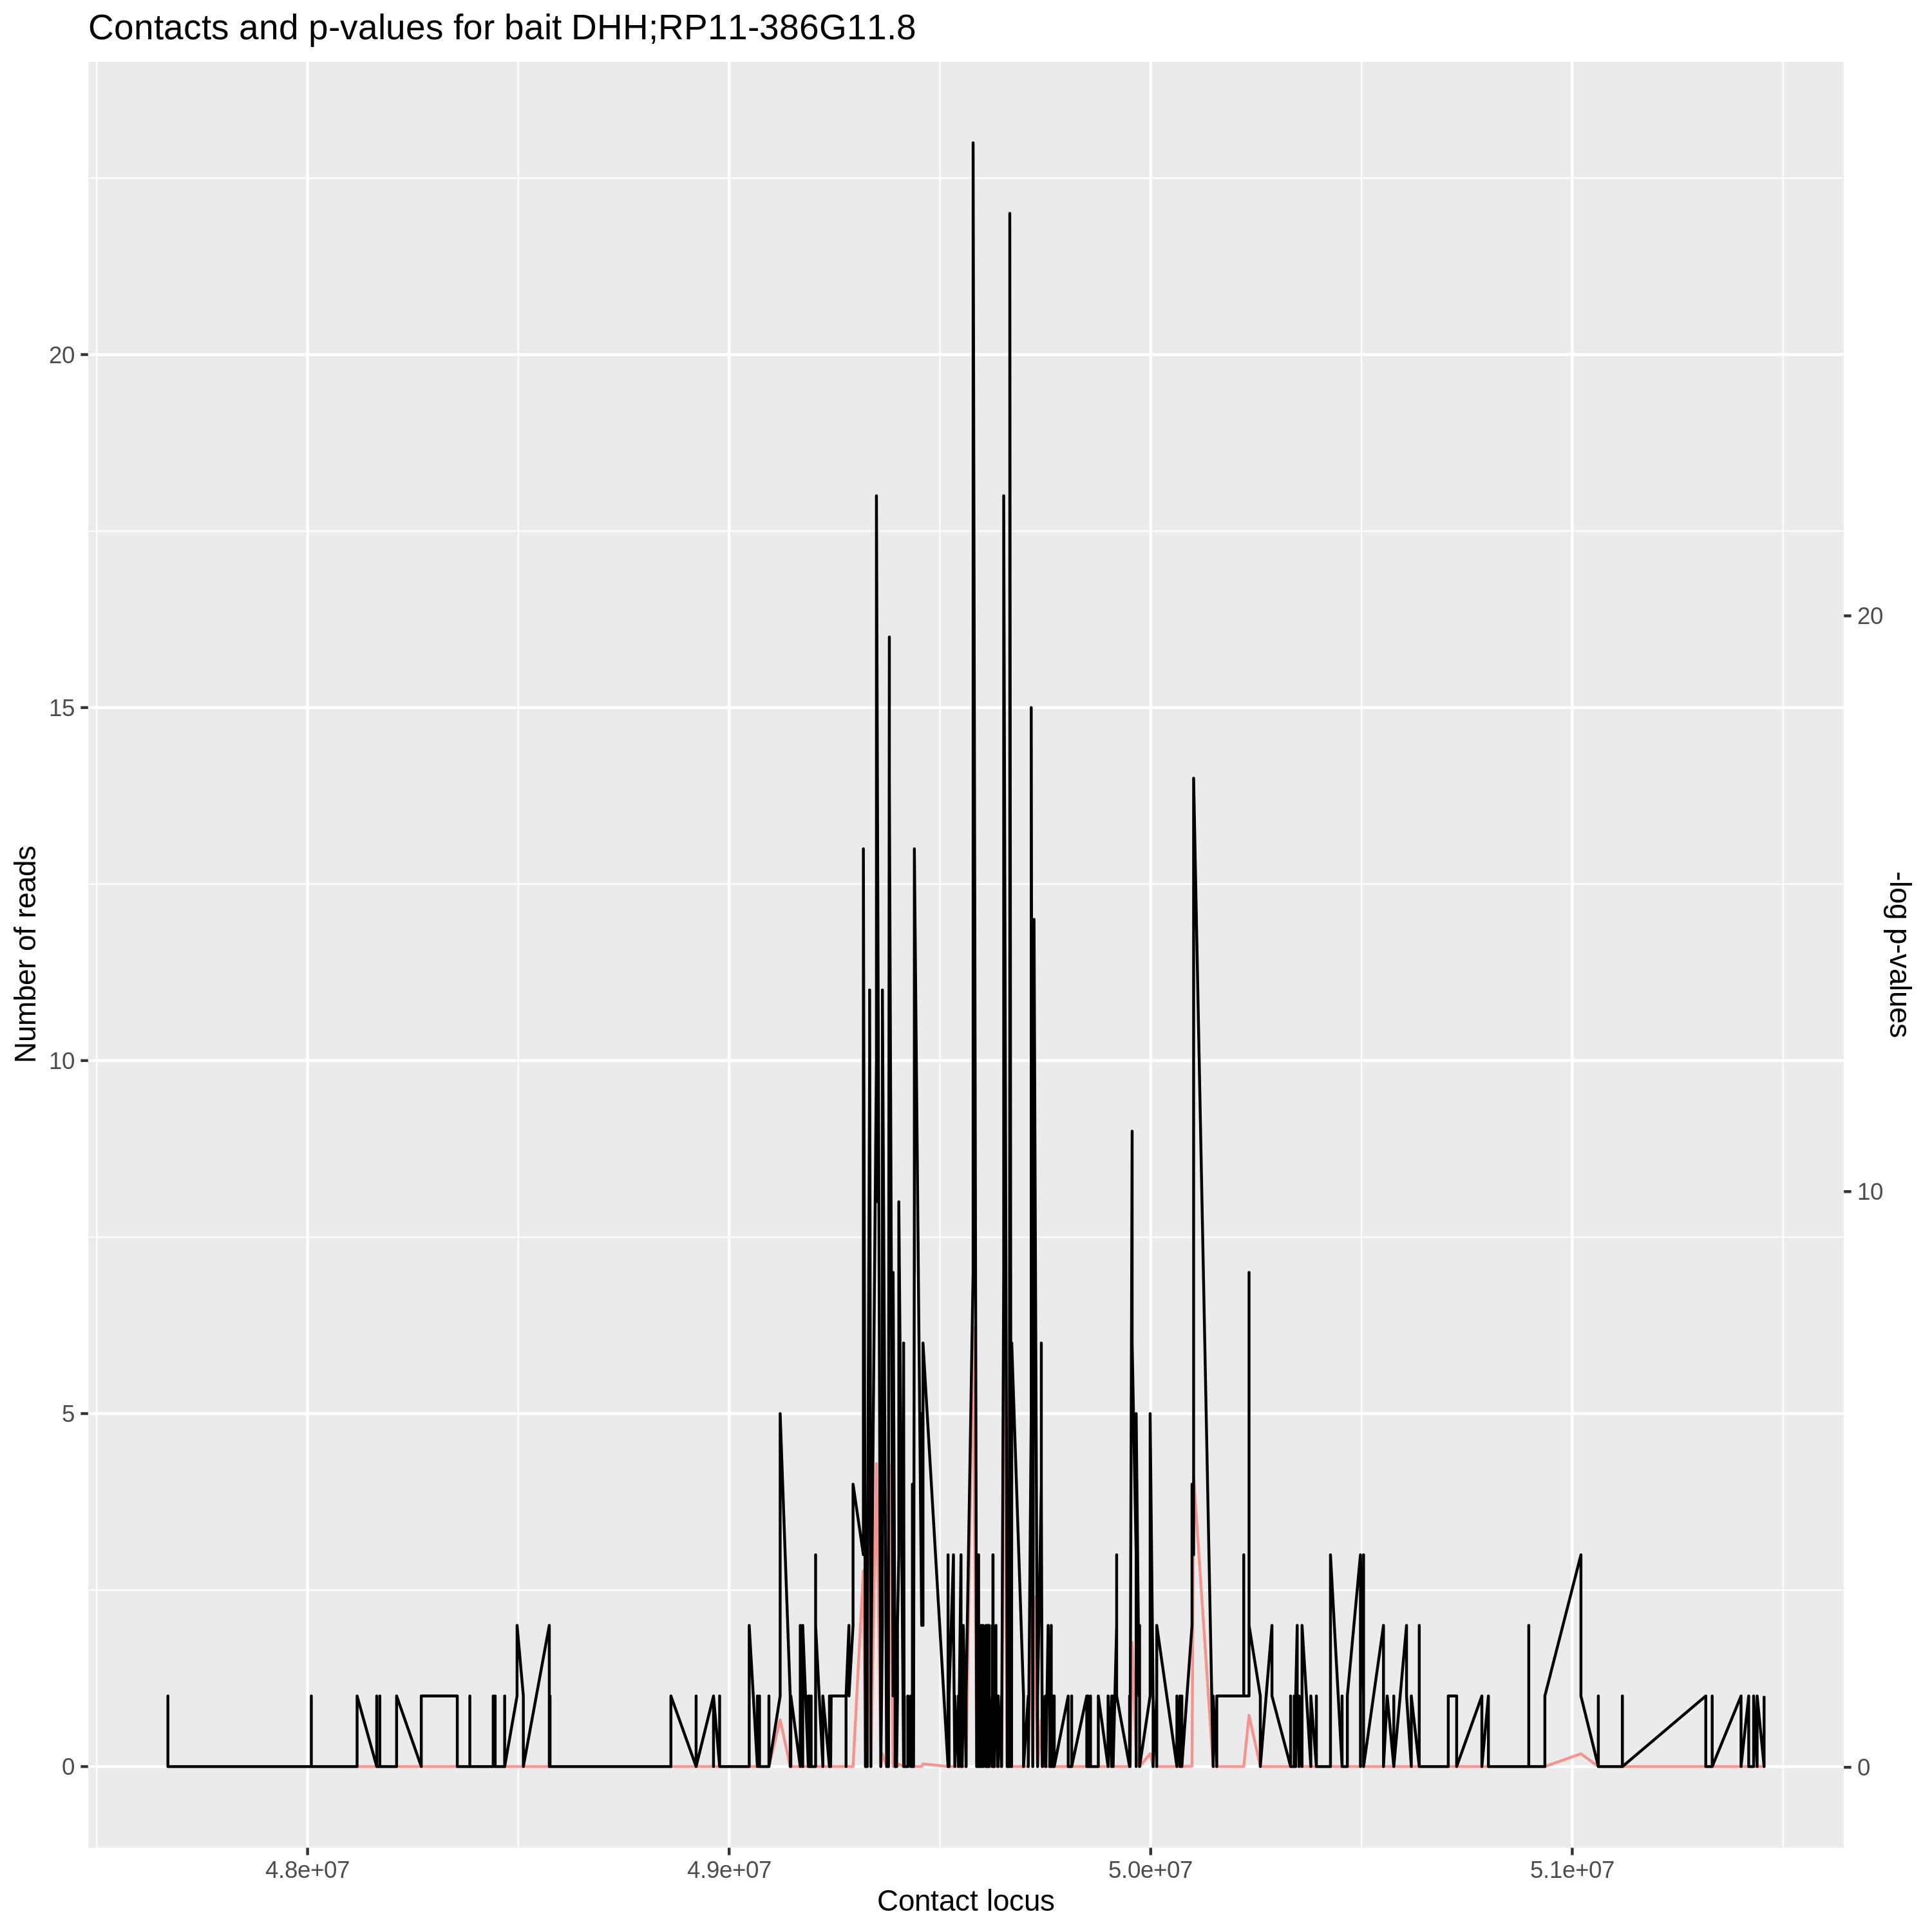 Contacts and p-values for bait DHH;RP11-386G11.8
Number of reads
20
15
10
5
0
20
10
0
-log p-values
4.8e+07
4.9e+07
5.0e+07
5.1e+07
Contact locus